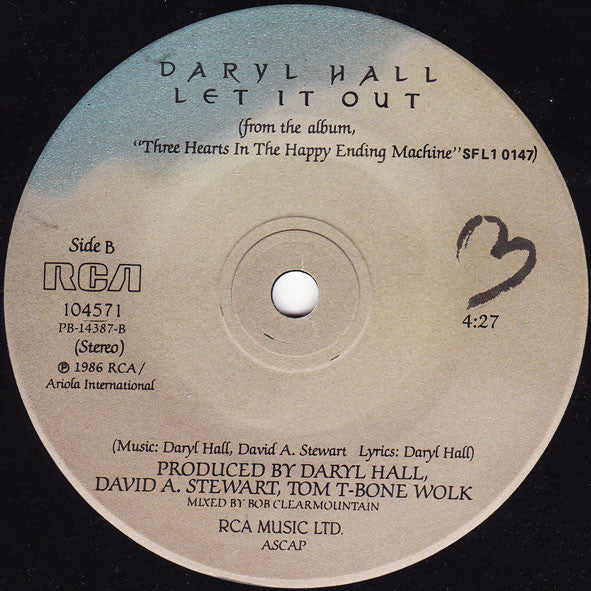 DARYL HALL
LET IT OUT
(from the album,
"Three Hearts In The Happy Ending Machine" SFL1 0147)
Side B
RCA
104571
PB-14387-B
(Stereo)
℗ 1986 RCA/
Ariola International
3
4:27
(Music: Daryl Hall, David A. Stewart Lyrics: Daryl Hall)
PRODUCED BY DARYL HALL,
DAVID A. STEWART, TOM T-BONE WOLK
MIXED BY BOB CLEARMOUNTAIN
RCA MUSIC LTD.
ASCAP